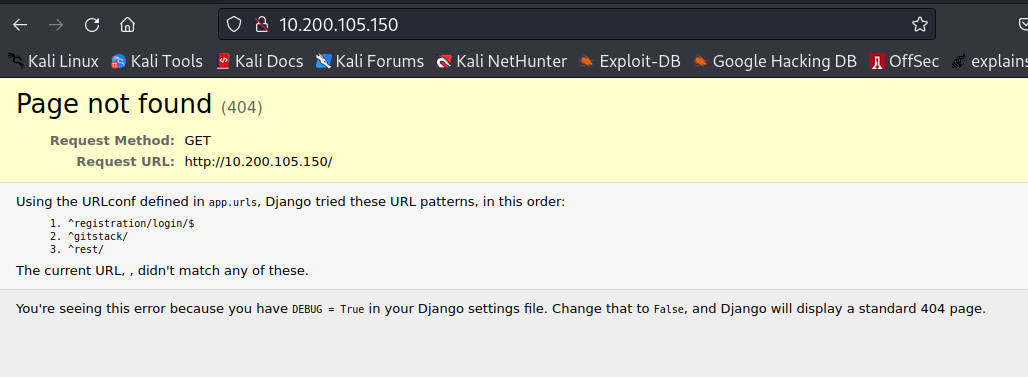 10.200.105.150
Kali Linux Kali Tools Kali Docs Kali Forums Kali NetHunter Exploit-DB Google Hacking DB OffSec explains
Page not found (404)
Request Method: GET
Request URL: http://10.200.105.150/
Using the URLconf defined in app.urls, Django tried these URL patterns, in this order:
1. ^registration/login/$
2. ^gitstack/
3. ^rest/
The current URL, , didn't match any of these.
You're seeing this error because you have DEBUG = True in your Django settings file. Change that to False, and Django will display a standard 404 page.